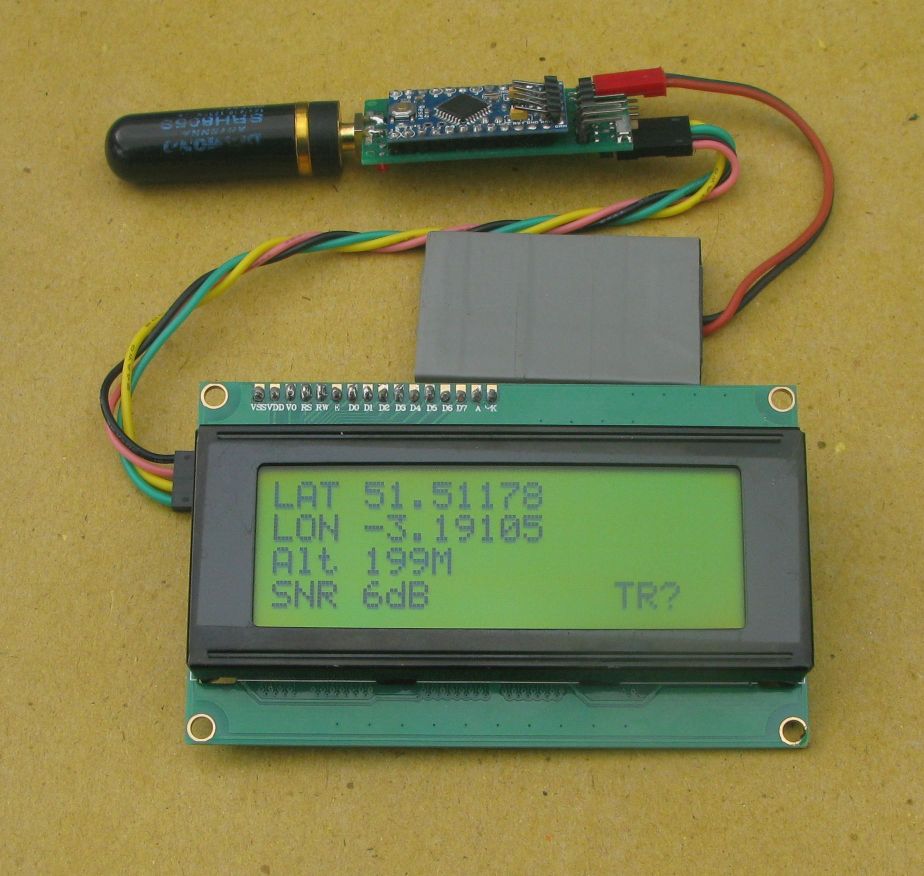 VSS VDD V0 RS RW E D0 D1 D2 D3 D4 D5 D6 D7 A K
LAT 51.51178
LON -3.19105
Alt 199M
SNR 6dB TR?